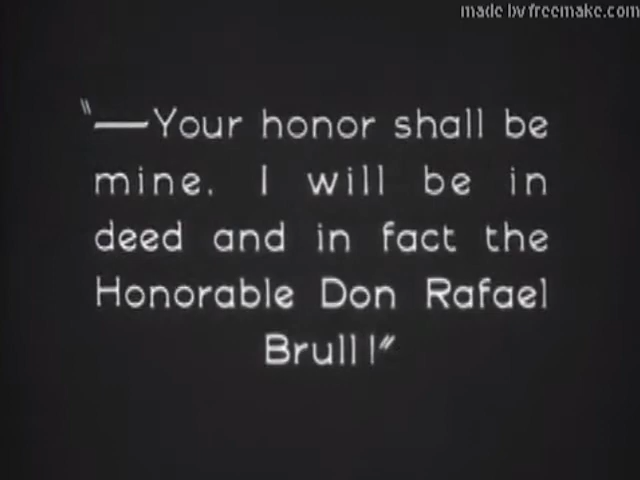 made by freemake.com
"—Your honor shall be
mine. I will be in
deed and in fact the
Honorable Don Rafael
Brull!"